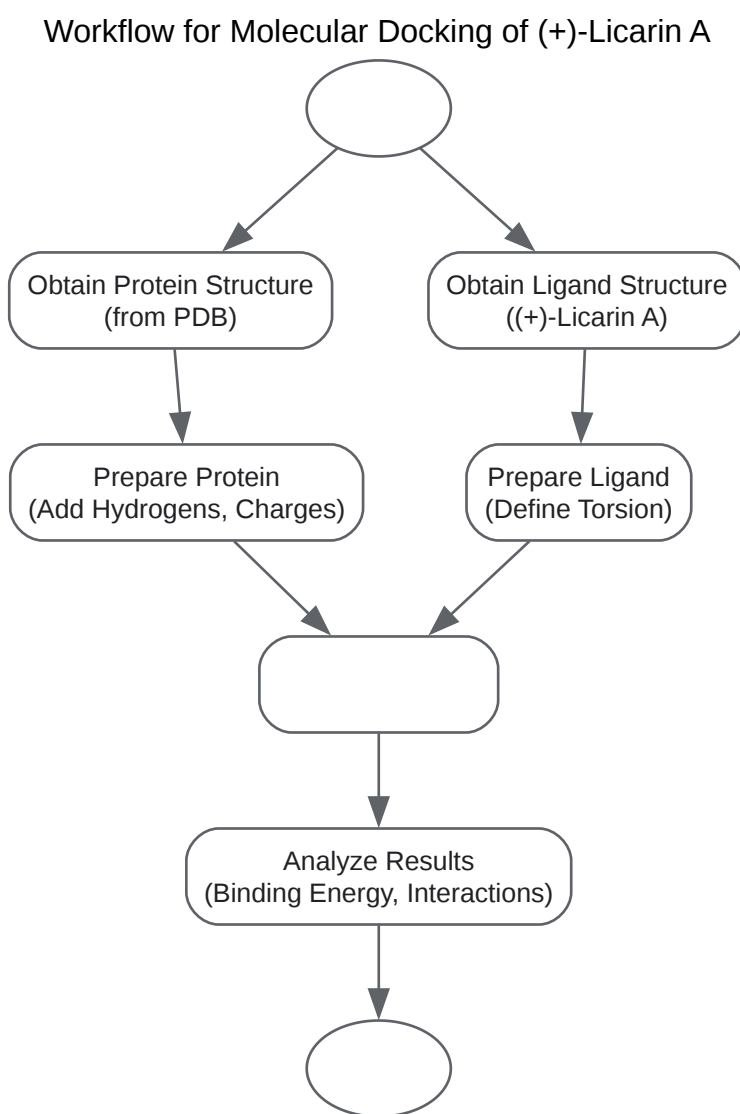 Workflow for Molecular Docking of (+)-Licarin A
Obtain Protein Structure
(from PDB)
Obtain Ligand Structure
((+)-Licarin A)
Prepare Protein
(Add Hydrogens, Charges)
Prepare Ligand
(Define Torsion)
Analyze Results
(Binding Energy, Interactions)